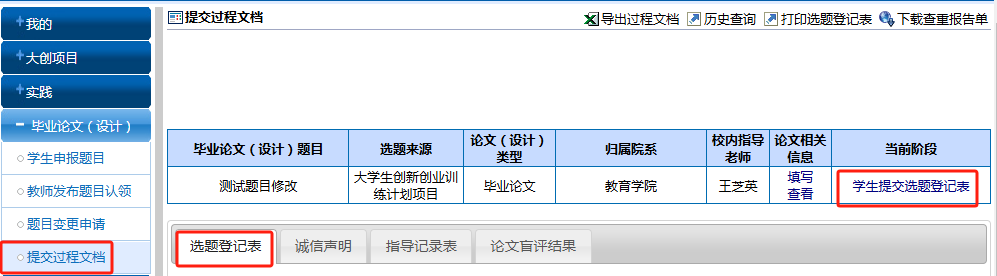 我的
大创项目
实践
毕业论文（设计）
学生申报题目
教师发布题目认领
题目变更申请
提交过程文档
提交过程文档
导出过程文档 历史查询 打印选题登记表 下载查重报告单
毕业论文（设计）题目 选题来源 论文（设计）类型 归属院系 校内指导老师 论文相关信息 当前阶段
测试题目修改 大学生创新创业训练计划项目 毕业论文 教育学院 王芝英 填写 查看 学生提交选题登记表
选题登记表 诚信声明 指导记录表 论文盲评结果